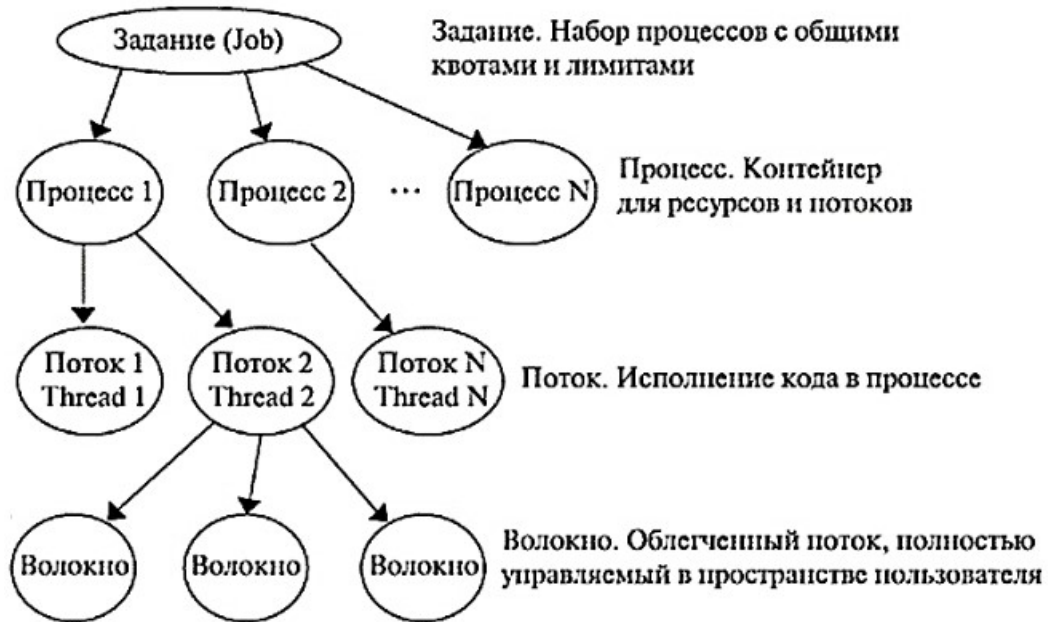 Задание (Job)
Задание. Набор процессов с общими
квотами и лимитами
Процесс 1
Процесс 2
...
Процесс N
Процесс. Контейнер
для ресурсов и потоков
Поток 1
Thread 1
Поток 2
Thread 2
Поток N
Thread N
Поток. Исполнение кода в процессе
Волокно
Волокно
Волокно
Волокно. Облегченный поток, полностью
управляемый в пространстве пользователя